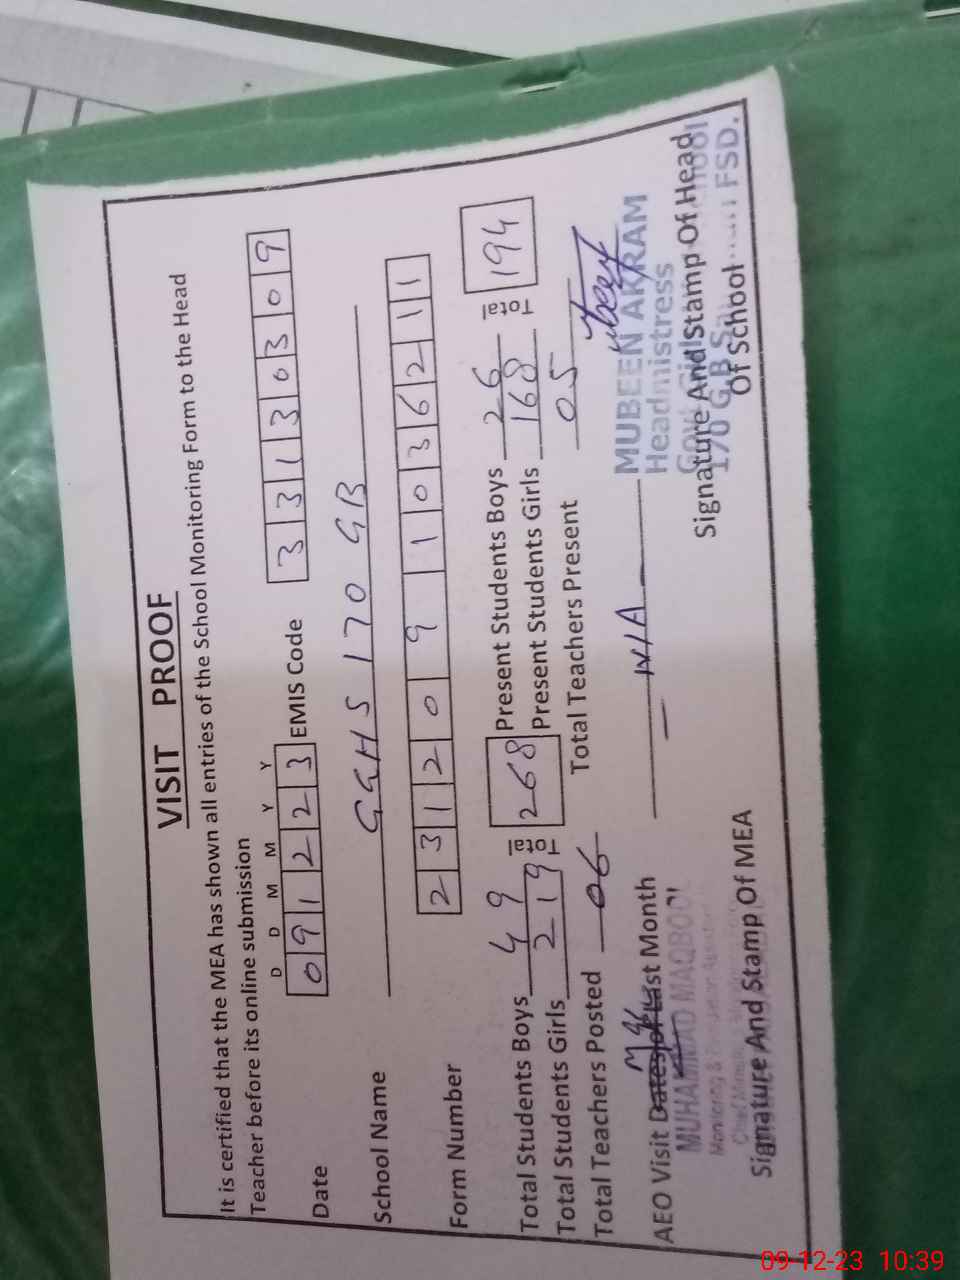 VISIT PROOF
It is certified that the MEA has shown all entries of the School Monitoring Form to the Head
Teacher before its online submission
D D M M Y Y
Date 0 9 1 2 2 3 EMIS Code 3 3 1 3 0 3 0 9
School Name GGHS 170 GB
Form Number 2 3 1 2 0 9 1 0 3 6 2 1 1
Total Students Boys 49 Total 268 Present Students Boys 26 Total 194
Total Students Girls 219 Present Students Girls 168
Total Teachers Posted 06 Total Teachers Present 05
AEO Visit Dates of Last Month — N/A —
MUHAMMAD MAQBOOL
Monitoring &
Signature And Stamp Of MEA
MUBEEN AKRAM
Headmistress
Govt. Girls School
170 G.B S FSD.
Signature And Stamp Of Head
Of School
09-12-23 10:39